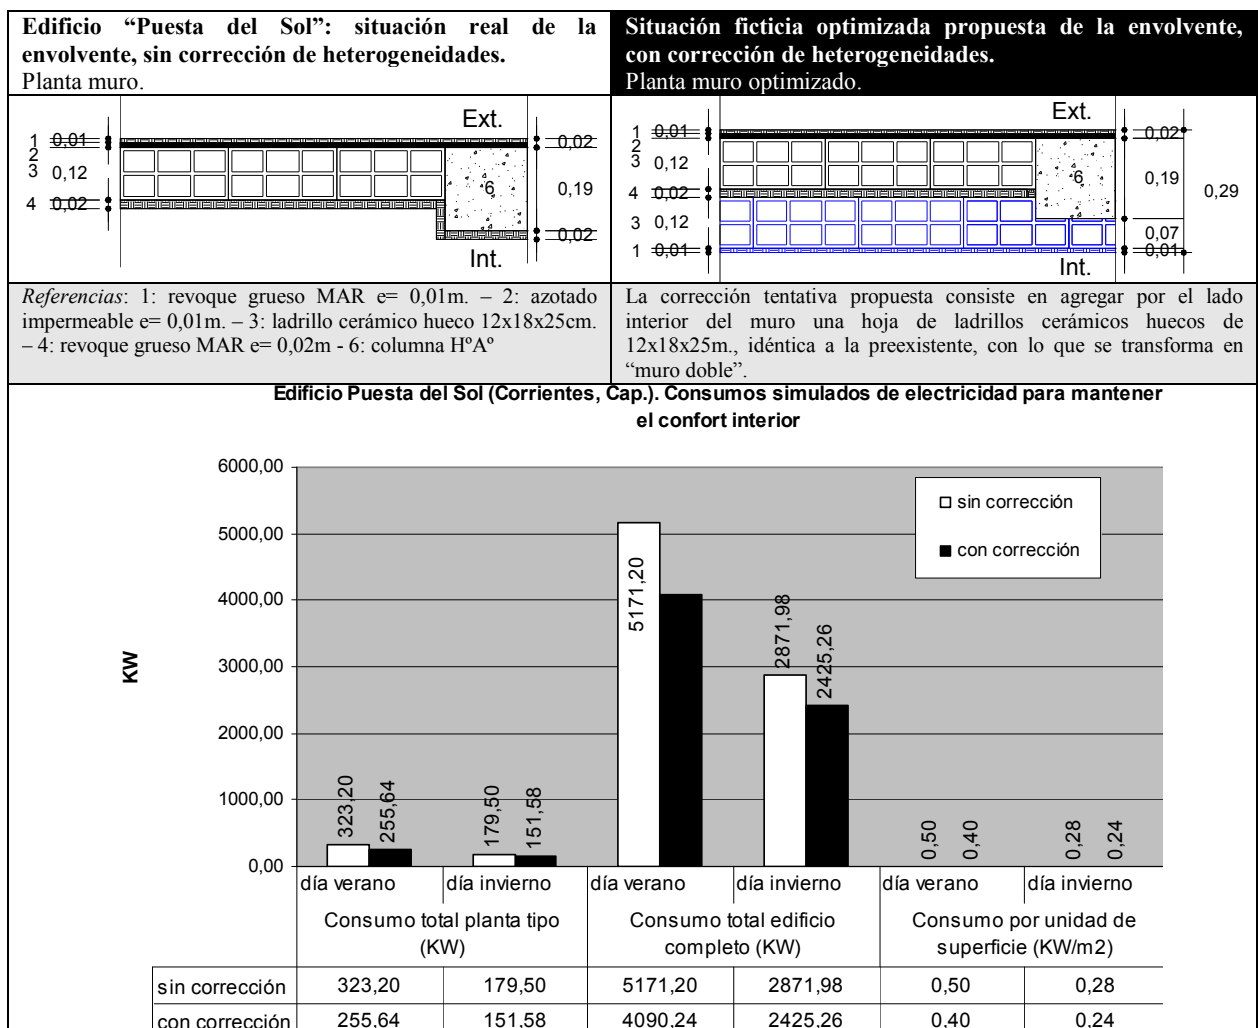 Edificio “Puesta del Sol”: situación real de la
envolvente, sin corrección de heterogeneidades.
Planta muro.
Situación ficticia optimizada propuesta de la envolvente,
con corrección de heterogeneidades.
Planta muro optimizado.
Ext.
1 0,01
2
3 0,12
4 0,02
6
0,02
0,19
0,02
Int.
Ext.
1 0,01
2
3 0,12
4 0,02
3 0,12
1 0,01
6
0,02
0,19
0,29
0,07
0,01
Int.
Referencias: 1: revoque grueso MAR e= 0,01m. – 2: azotado
impermeable e= 0,01m. – 3: ladrillo cerámico hueco 12x18x25cm.
– 4: revoque grueso MAR e= 0,02m - 6: columna HºAº
La corrección tentativa propuesta consiste en agregar por el lado
interior del muro una hoja de ladrillos cerámicos huecos de
12x18x25m., idéntica a la preexistente, con lo que se transforma en
“muro doble”.
Edificio Puesta del Sol (Corrientes, Cap.). Consumos simulados de electricidad para mantener
el confort interior
6000,00
5000,00
4000,00
3000,00
2000,00
1000,00
0,00
KW
sin corrección
con corrección
323,20
255,64
179,50
151,58
5171,20
2871,98
2425,26
0,50
0,40
0,28
0,24
día verano día invierno día verano día invierno día verano día invierno
Consumo total planta tipo
(KW)
Consumo total edificio
completo (KW)
Consumo por unidad de
superficie (KW/m2)
sin corrección 323,20 179,50 5171,20 2871,98 0,50 0,28
con corrección 255,64 151,58 4090,24 2425,26 0,40 0,24